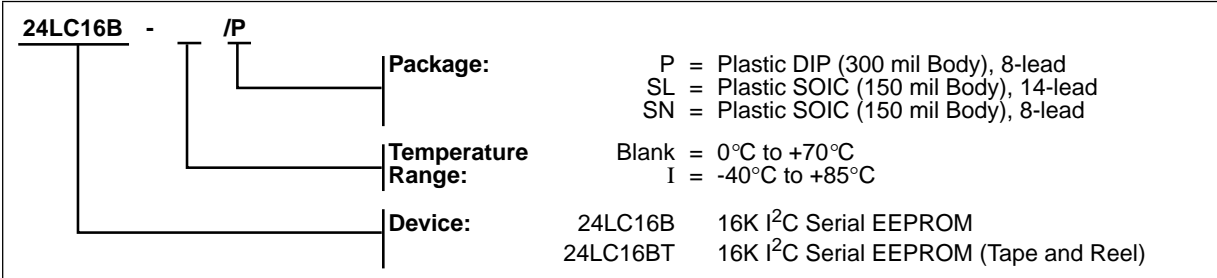 24LC16B - /P
Package: P = Plastic DIP (300 mil Body), 8-lead
SL = Plastic SOIC (150 mil Body), 14-lead
SN = Plastic SOIC (150 mil Body), 8-lead
Temperature Blank = 0°C to +70°C
Range: I = -40°C to +85°C
Device: 24LC16B 16K I²C Serial EEPROM
24LC16BT 16K I²C Serial EEPROM (Tape and Reel)